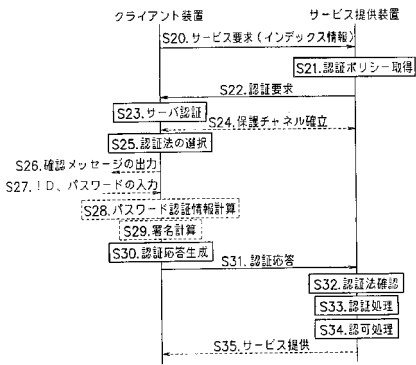 クライアント装置
サービス提供装置
S20.サービス要求(インデックス情報)
S21.認証ポリシー取得
S22.認証要求
S23.サーバ認証
S24.保護チャネル確立
S25.認証法の選択
S26.確認メッセージの出力
S27.ID、パスワードの入力
S28.パスワード認証情報計算
S29.署名計算
S30.認証応答生成
S31.認証応答
S32.認証法確認
S33.認証処理
S34.認可処理
S35.サービス提供